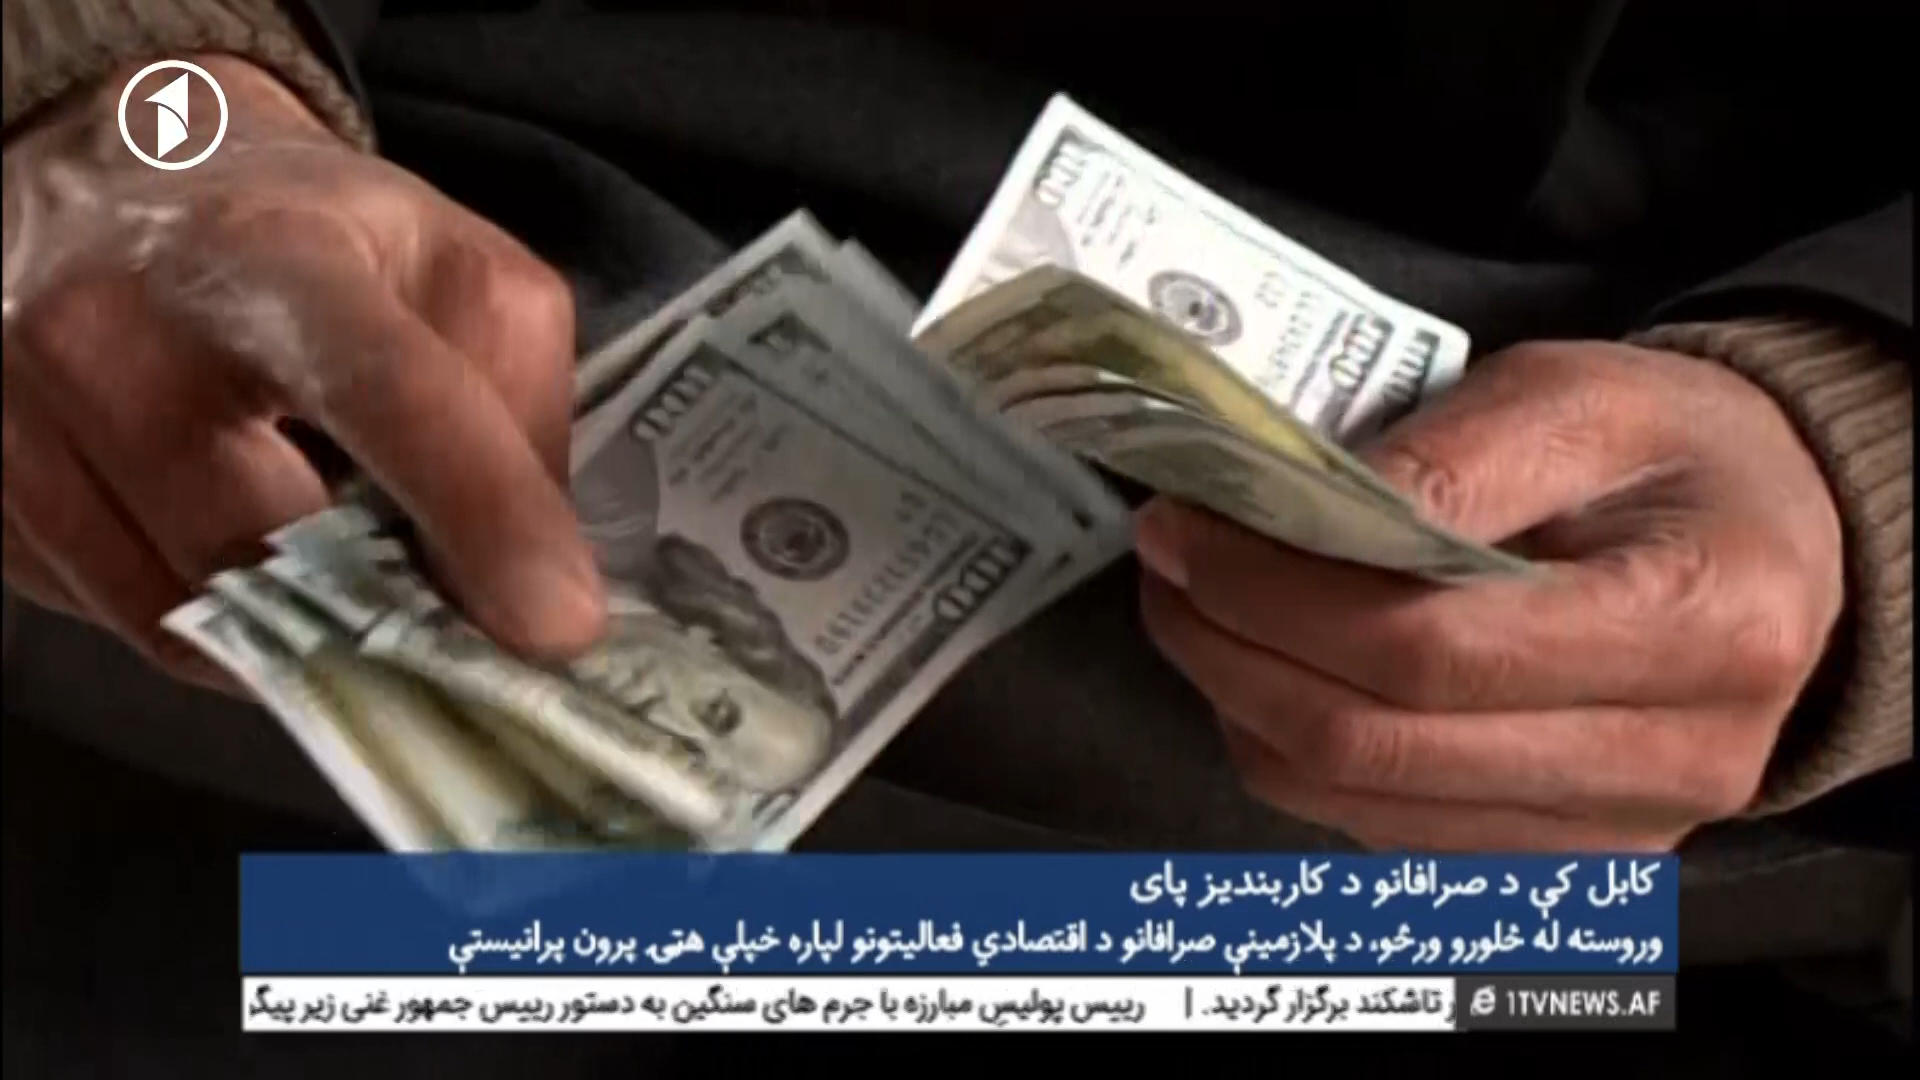 کابل کې د صرافانو د کاربندیز پای
وروسته له څلورو ورځو، د پلازمینې صرافانو د اقتصادي فعالیتونو لپاره خپلې هټۍ پرون پرانیستې
ر تاشکند برگزار گردید. | رییس پولیسِ مبارزه با جرم های سنگین به دستور رییس جمهور غنی زیر پیگر
1TVNEWS.AF